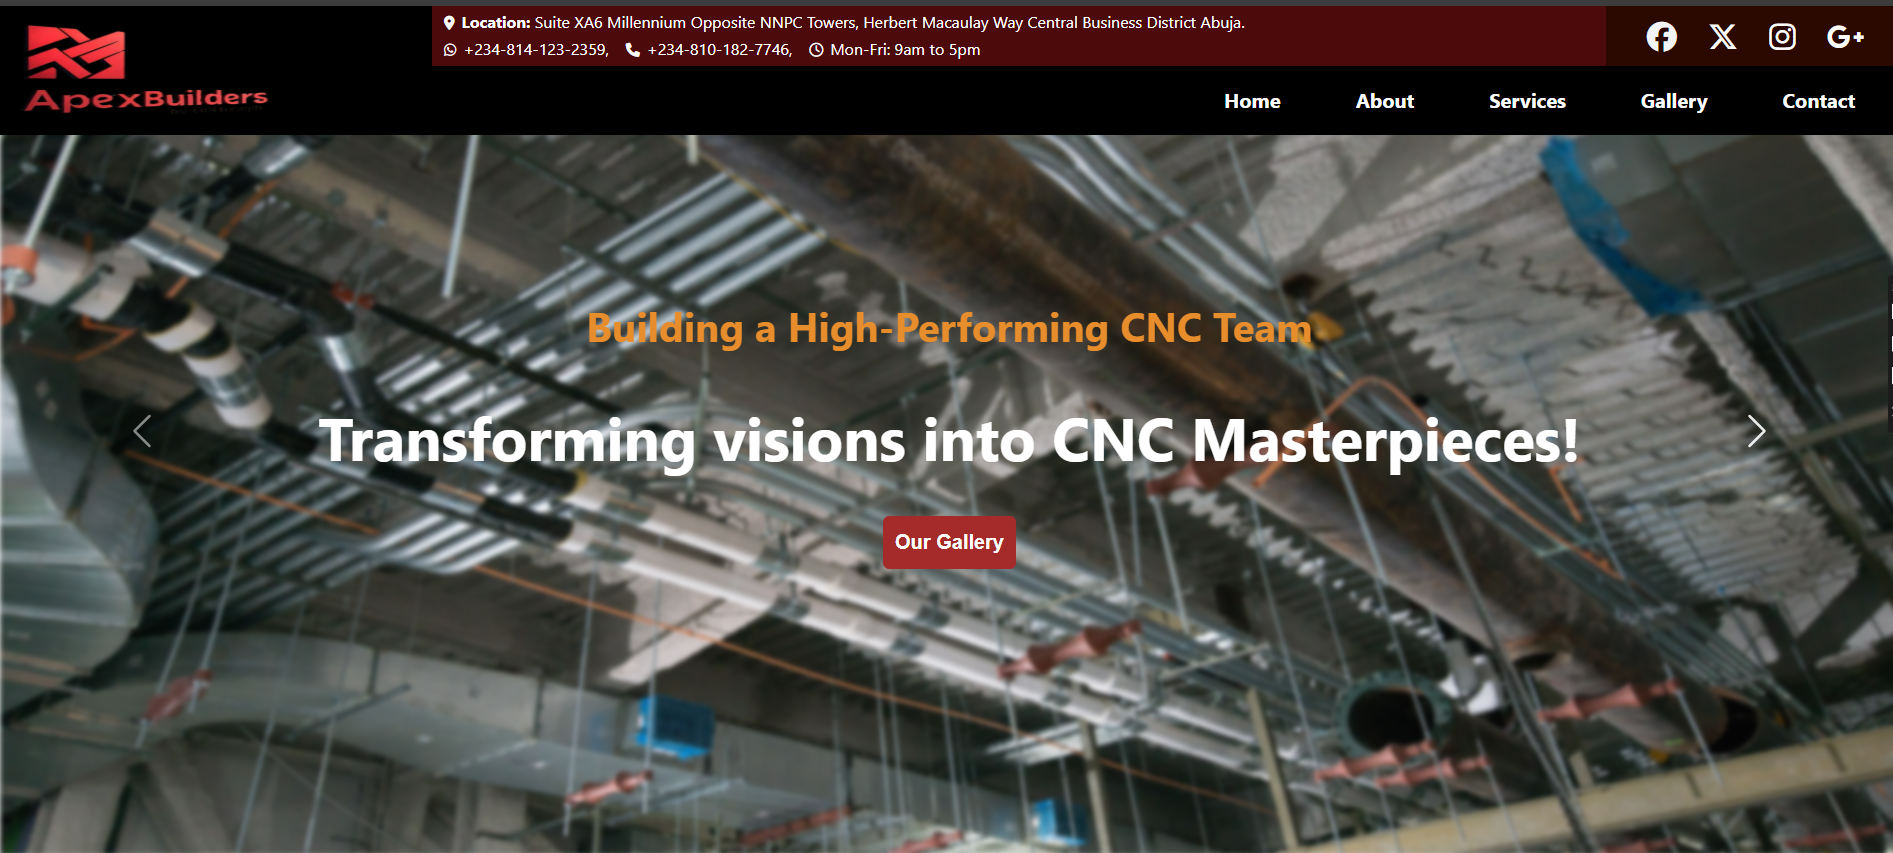 Location: Suite XA6 Millennium Opposite NNPC Towers, Herbert Macaulay Way Central Business District Abuja.
+234-814-123-2359, +234-810-182-7746, Mon-Fri: 9am to 5pm
ApexBuilders
Home About Services Gallery Contact
Building a High-Performing CNC Team
Transforming visions into CNC Masterpieces!
Our Gallery